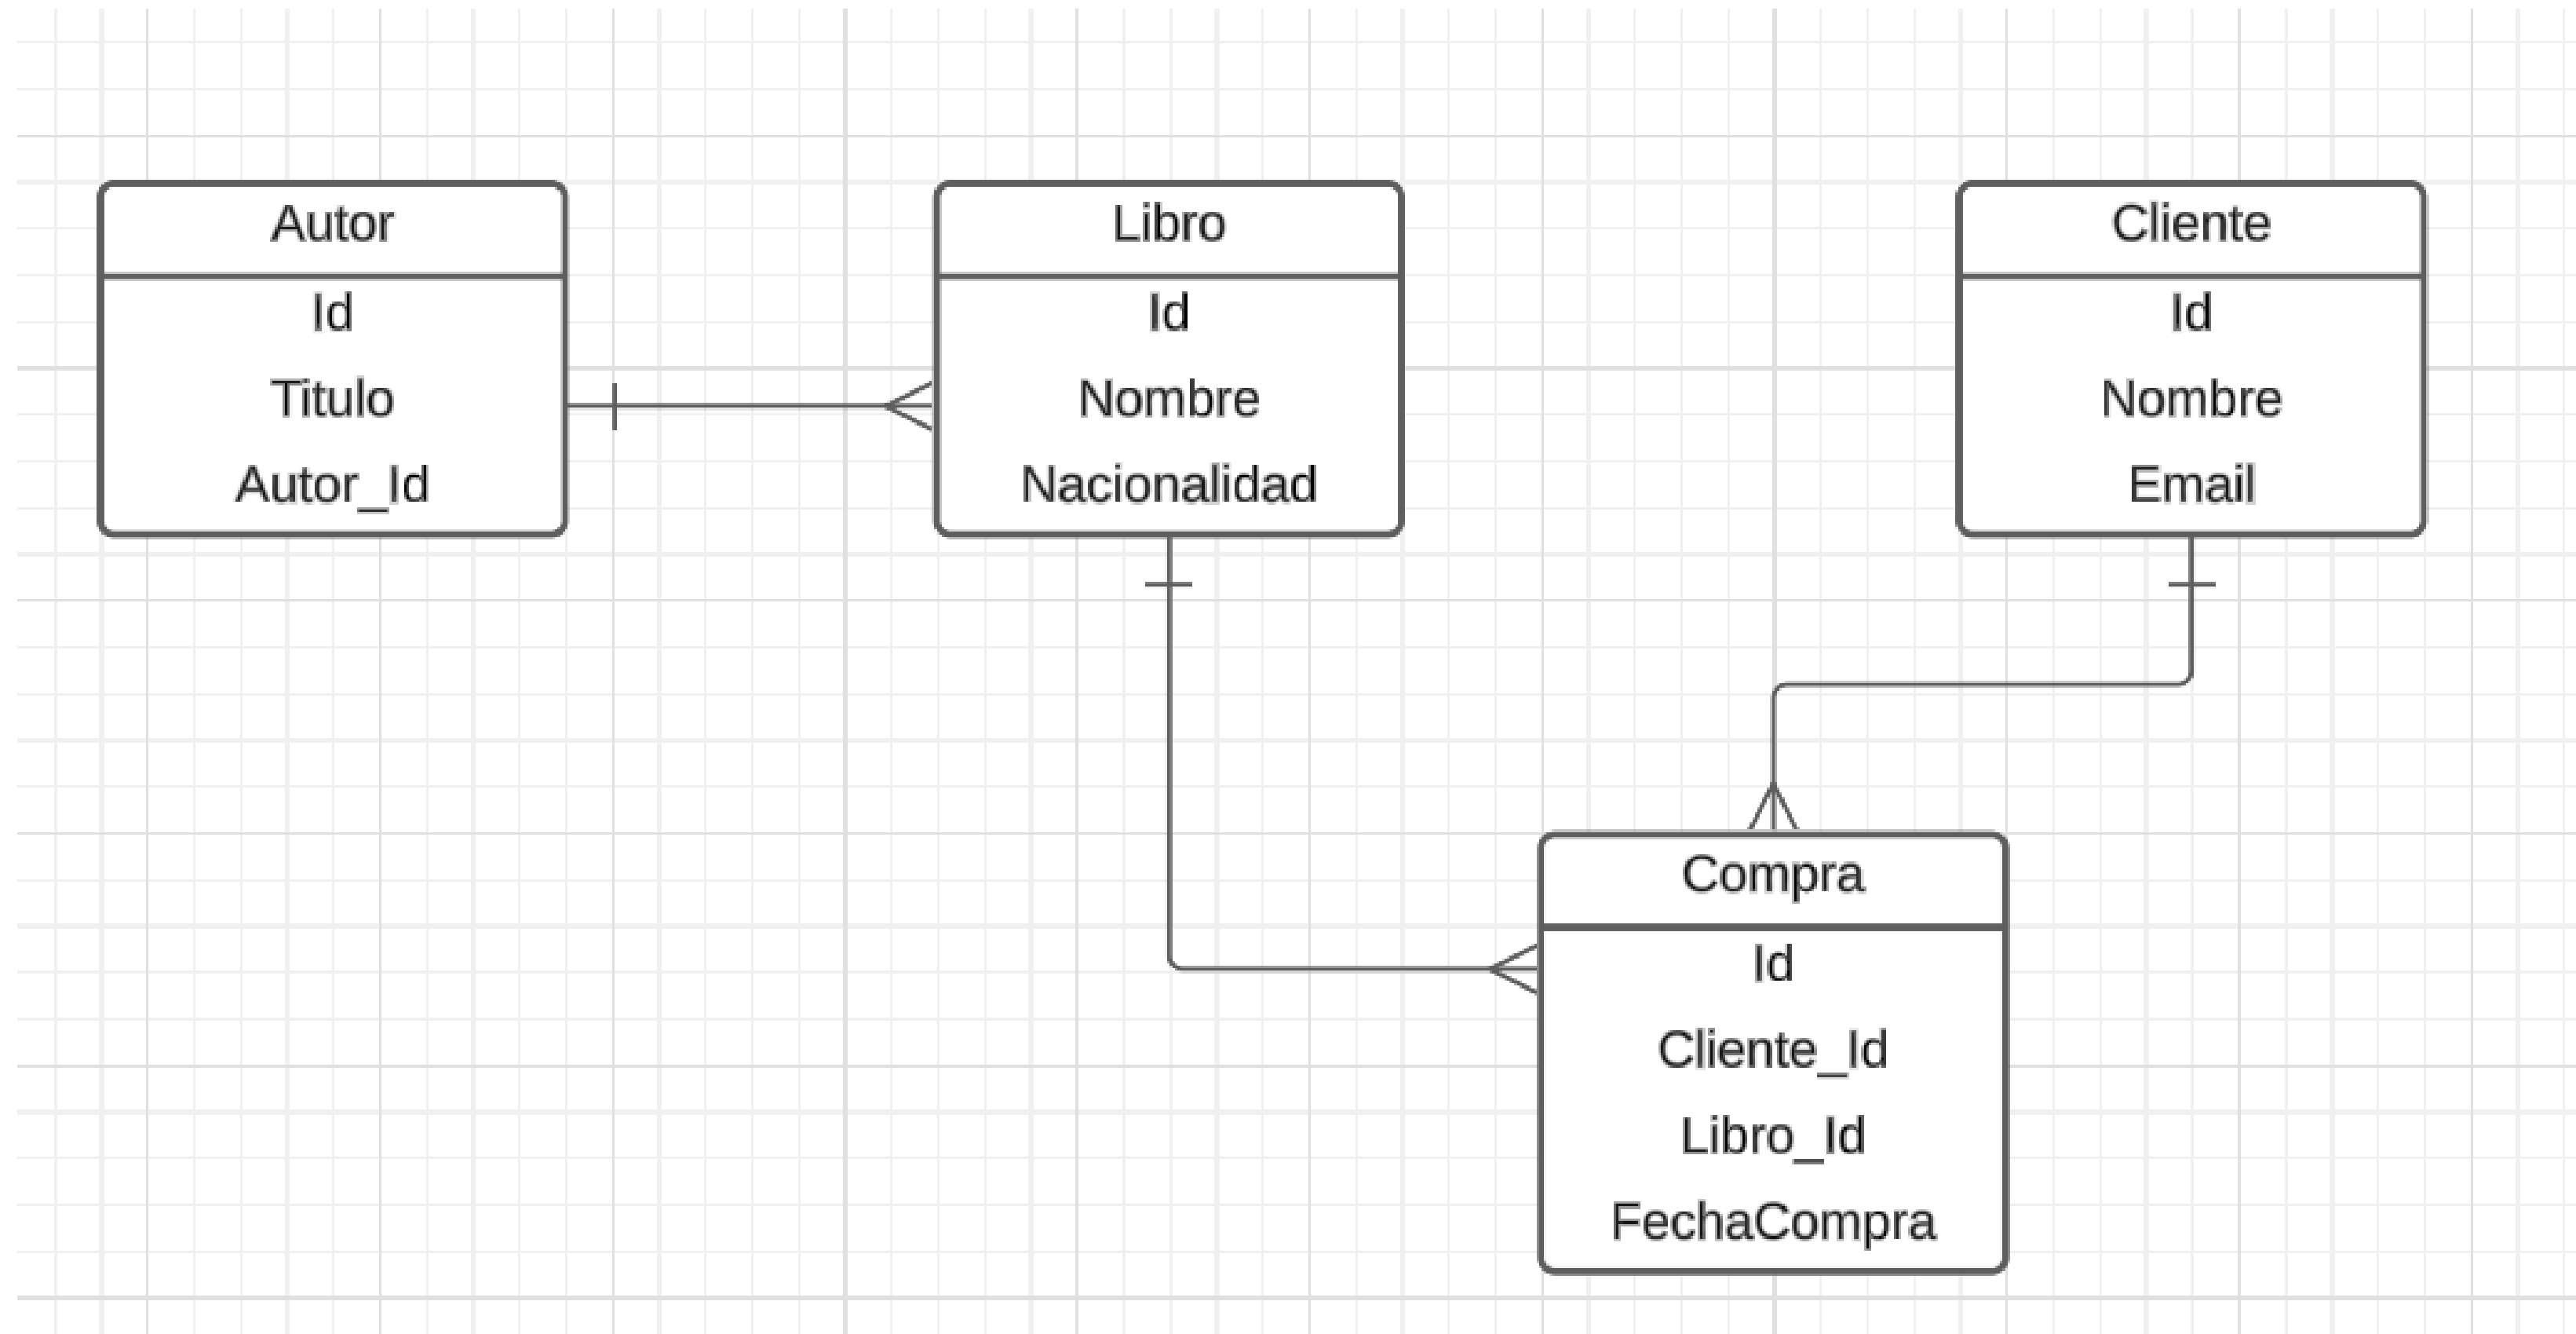 Autor
Id
Titulo
Autor_Id
Libro
Id
Nombre
Nacionalidad
Cliente
Id
Nombre
Email
Compra
Id
Cliente_Id
Libro_Id
FechaCompra